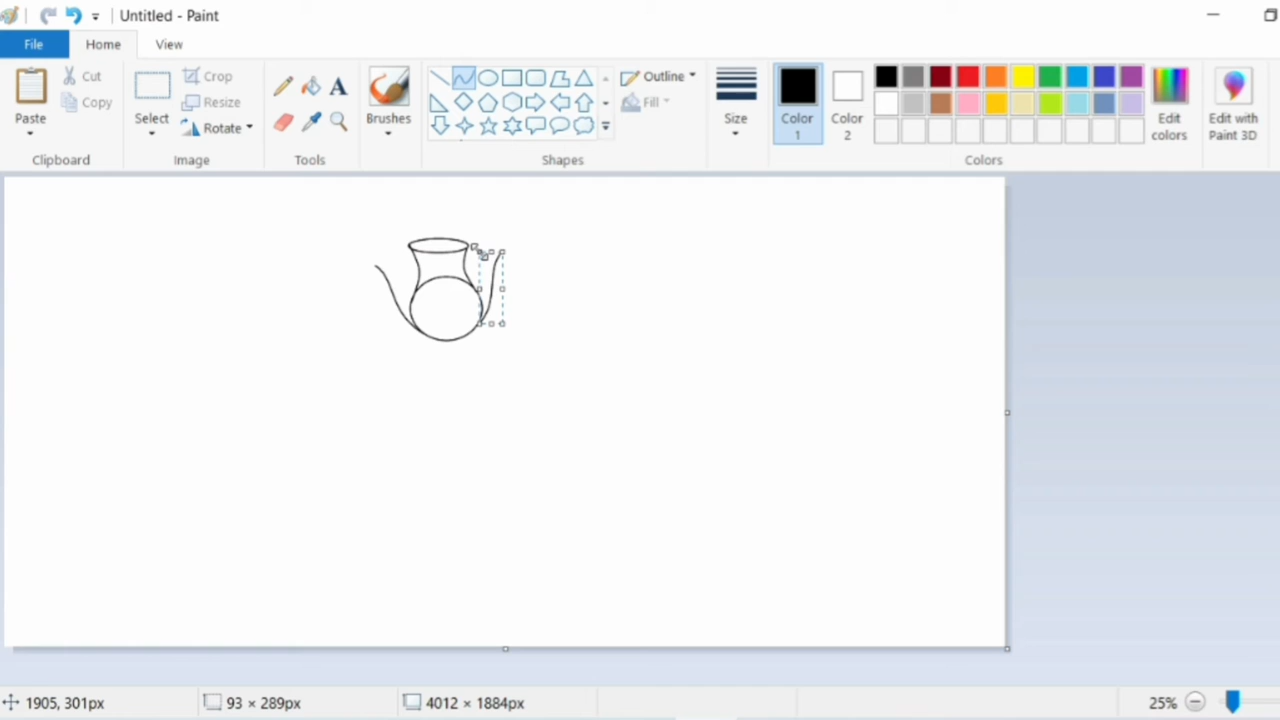 Untitled - Paint
File Home View
Paste
Cut
Copy
Clipboard
Select
Crop
Resize
Rotate
Image
A
Tools
Brushes
Outline
Fill
Shapes
Size
Color 1
Color 2
Edit colors
Edit with Paint 3D
Colors
1905, 301px 93 × 289px 4012 × 1884px 25%